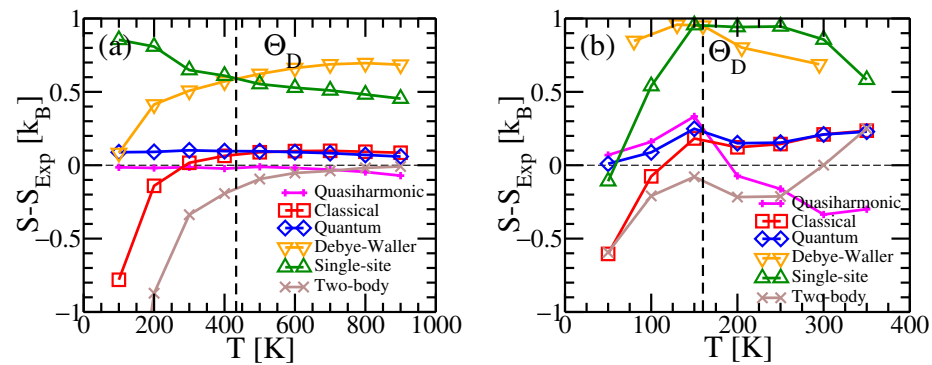 (a)
Θ_D
S-S_Exp [k_B]
1
0.5
0
−0.5
−1
Quasiharmonic
Classical
Quantum
Debye-Waller
Single-site
Two-body
0 200 400 600 800 1000
T [K]
(b)
Θ_D
S-S_Exp [k_B]
1
0.5
0
−0.5
−1
Quasiharmonic
Classical
Quantum
Debye-Waller
Single-site
Two-body
0 100 200 300 400
T [K]